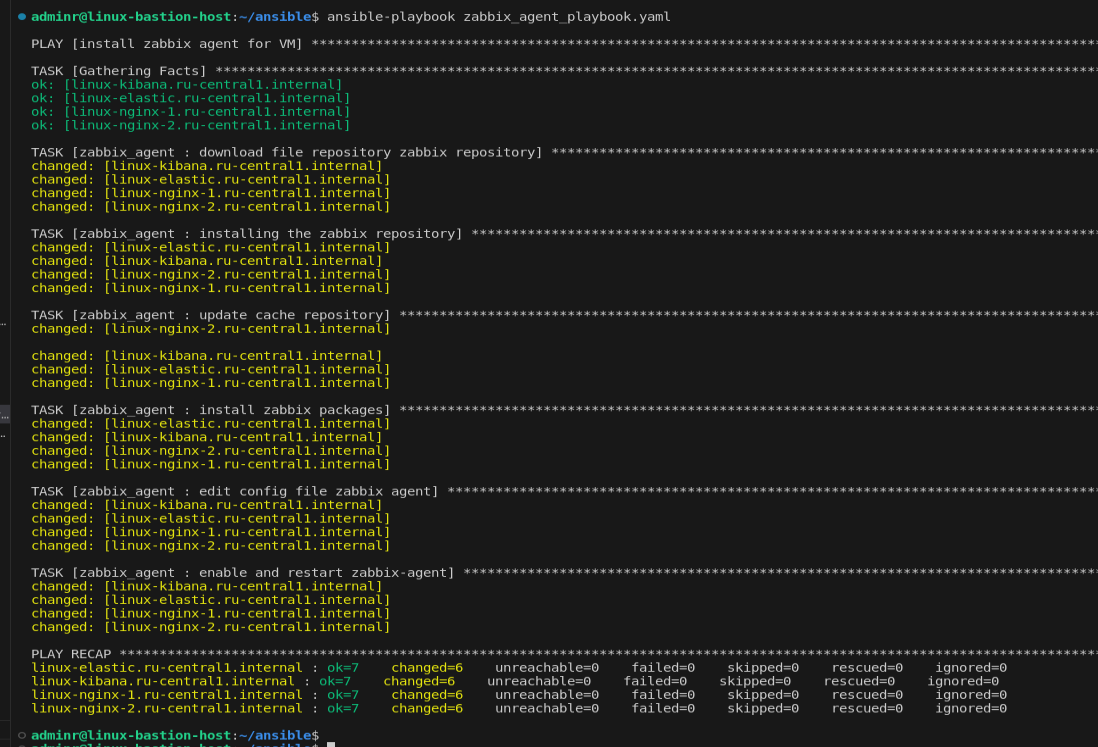 adminr@linux-bastion-host:~/ansible$ ansible-playbook zabbix_agent_playbook.yaml
PLAY [install zabbix agent for VM] ****************************************************************************************************
TASK [Gathering Facts] ****************************************************************************************************************
ok: [linux-kibana.ru-central1.internal]
ok: [linux-elastic.ru-central1.internal]
ok: [linux-nginx-1.ru-central1.internal]
ok: [linux-nginx-2.ru-central1.internal]
TASK [zabbix_agent : download file repository zabbix repository] **********************************************************************
changed: [linux-kibana.ru-central1.internal]
changed: [linux-elastic.ru-central1.internal]
changed: [linux-nginx-1.ru-central1.internal]
changed: [linux-nginx-2.ru-central1.internal]
TASK [zabbix_agent : installing the zabbix repository] ********************************************************************************
changed: [linux-elastic.ru-central1.internal]
changed: [linux-kibana.ru-central1.internal]
changed: [linux-nginx-2.ru-central1.internal]
changed: [linux-nginx-1.ru-central1.internal]
TASK [zabbix_agent : update cache repository] *****************************************************************************************
changed: [linux-nginx-2.ru-central1.internal]
changed: [linux-kibana.ru-central1.internal]
changed: [linux-elastic.ru-central1.internal]
changed: [linux-nginx-1.ru-central1.internal]
TASK [zabbix_agent : install zabbix packages] *****************************************************************************************
changed: [linux-elastic.ru-central1.internal]
changed: [linux-kibana.ru-central1.internal]
changed: [linux-nginx-2.ru-central1.internal]
changed: [linux-nginx-1.ru-central1.internal]
TASK [zabbix_agent : edit config file zabbix agent] ***********************************************************************************
changed: [linux-kibana.ru-central1.internal]
changed: [linux-elastic.ru-central1.internal]
changed: [linux-nginx-1.ru-central1.internal]
changed: [linux-nginx-2.ru-central1.internal]
TASK [zabbix_agent : enable and restart zabbix-agent] *********************************************************************************
changed: [linux-kibana.ru-central1.internal]
changed: [linux-elastic.ru-central1.internal]
changed: [linux-nginx-1.ru-central1.internal]
changed: [linux-nginx-2.ru-central1.internal]
PLAY RECAP ****************************************************************************************************************************
linux-elastic.ru-central1.internal : ok=7 changed=6 unreachable=0 failed=0 skipped=0 rescued=0 ignored=0
linux-kibana.ru-central1.internal : ok=7 changed=6 unreachable=0 failed=0 skipped=0 rescued=0 ignored=0
linux-nginx-1.ru-central1.internal : ok=7 changed=6 unreachable=0 failed=0 skipped=0 rescued=0 ignored=0
linux-nginx-2.ru-central1.internal : ok=7 changed=6 unreachable=0 failed=0 skipped=0 rescued=0 ignored=0
adminr@linux-bastion-host:~/ansible$
adminr@linux-bastion-host:~/ansible$